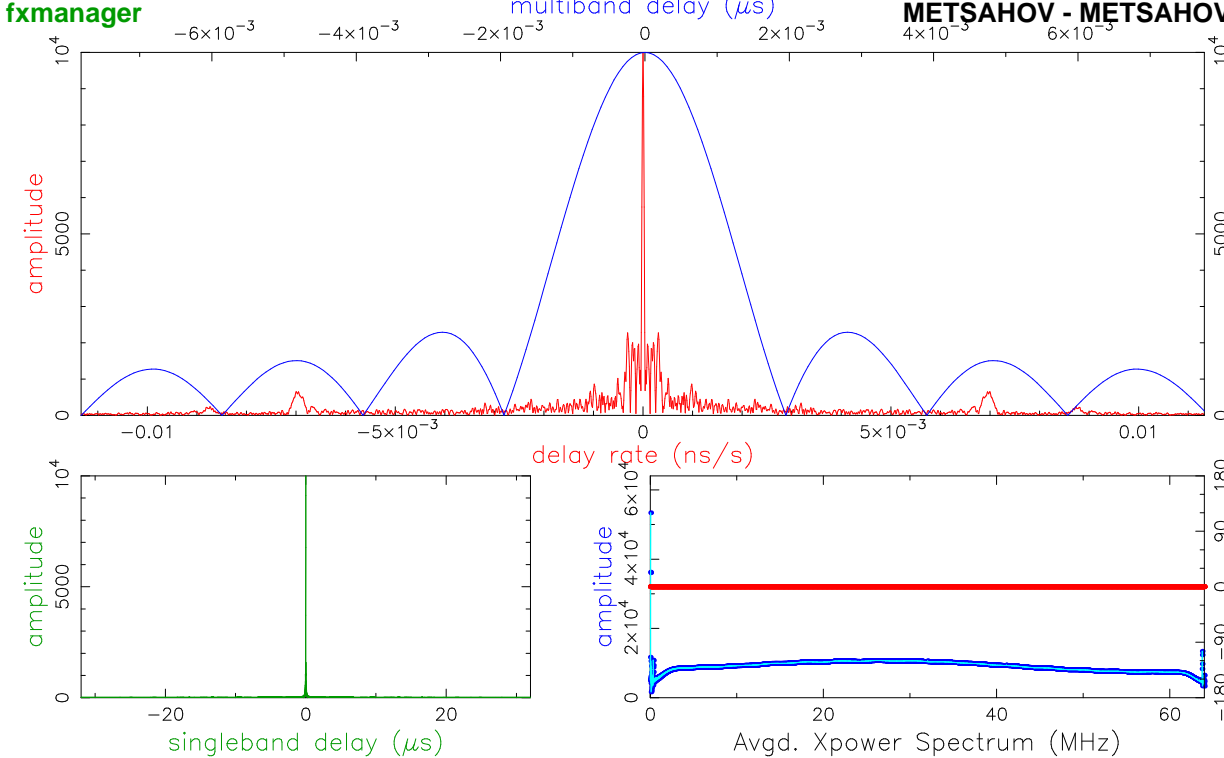 fxmanager
multiband delay (μs)
METSAHOV - METSAHOV
−6×10⁻³ −4×10⁻³ −2×10⁻³ 0 2×10⁻³ 4×10⁻³ 6×10⁻³
amplitude
0 5000 10⁴
0 5000 10⁴
−0.01 −5×10⁻³ 0 5×10⁻³ 0.01
delay rate (ns/s)
amplitude
0 5000 10⁴
−20 0 20
singleband delay (μs)
amplitude
0 2×10⁴ 4×10⁴ 6×10⁴
−180 −90 0 90 180
0 20 40 60
Avgd. Xpower Spectrum (MHz)